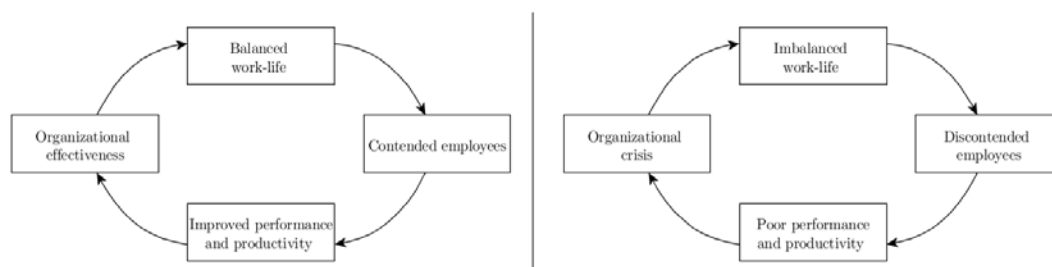 Balanced
work-life
Organizational
effectiveness
Contended employees
Improved performance
and productivity
Imbalanced
work-life
Organizational
crisis
Discontended
employees
Poor performance
and productivity